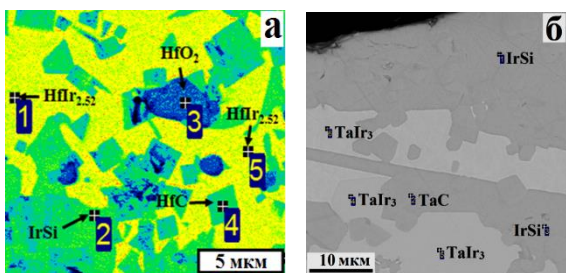 а
HfO2
HfIr2.52
1
3
HfIr2.52
5
HfC
4
IrSi
2
5 мкм
б
IrSi
TaIr3
TaIr3
TaC
IrSi
TaIr3
10 мкм